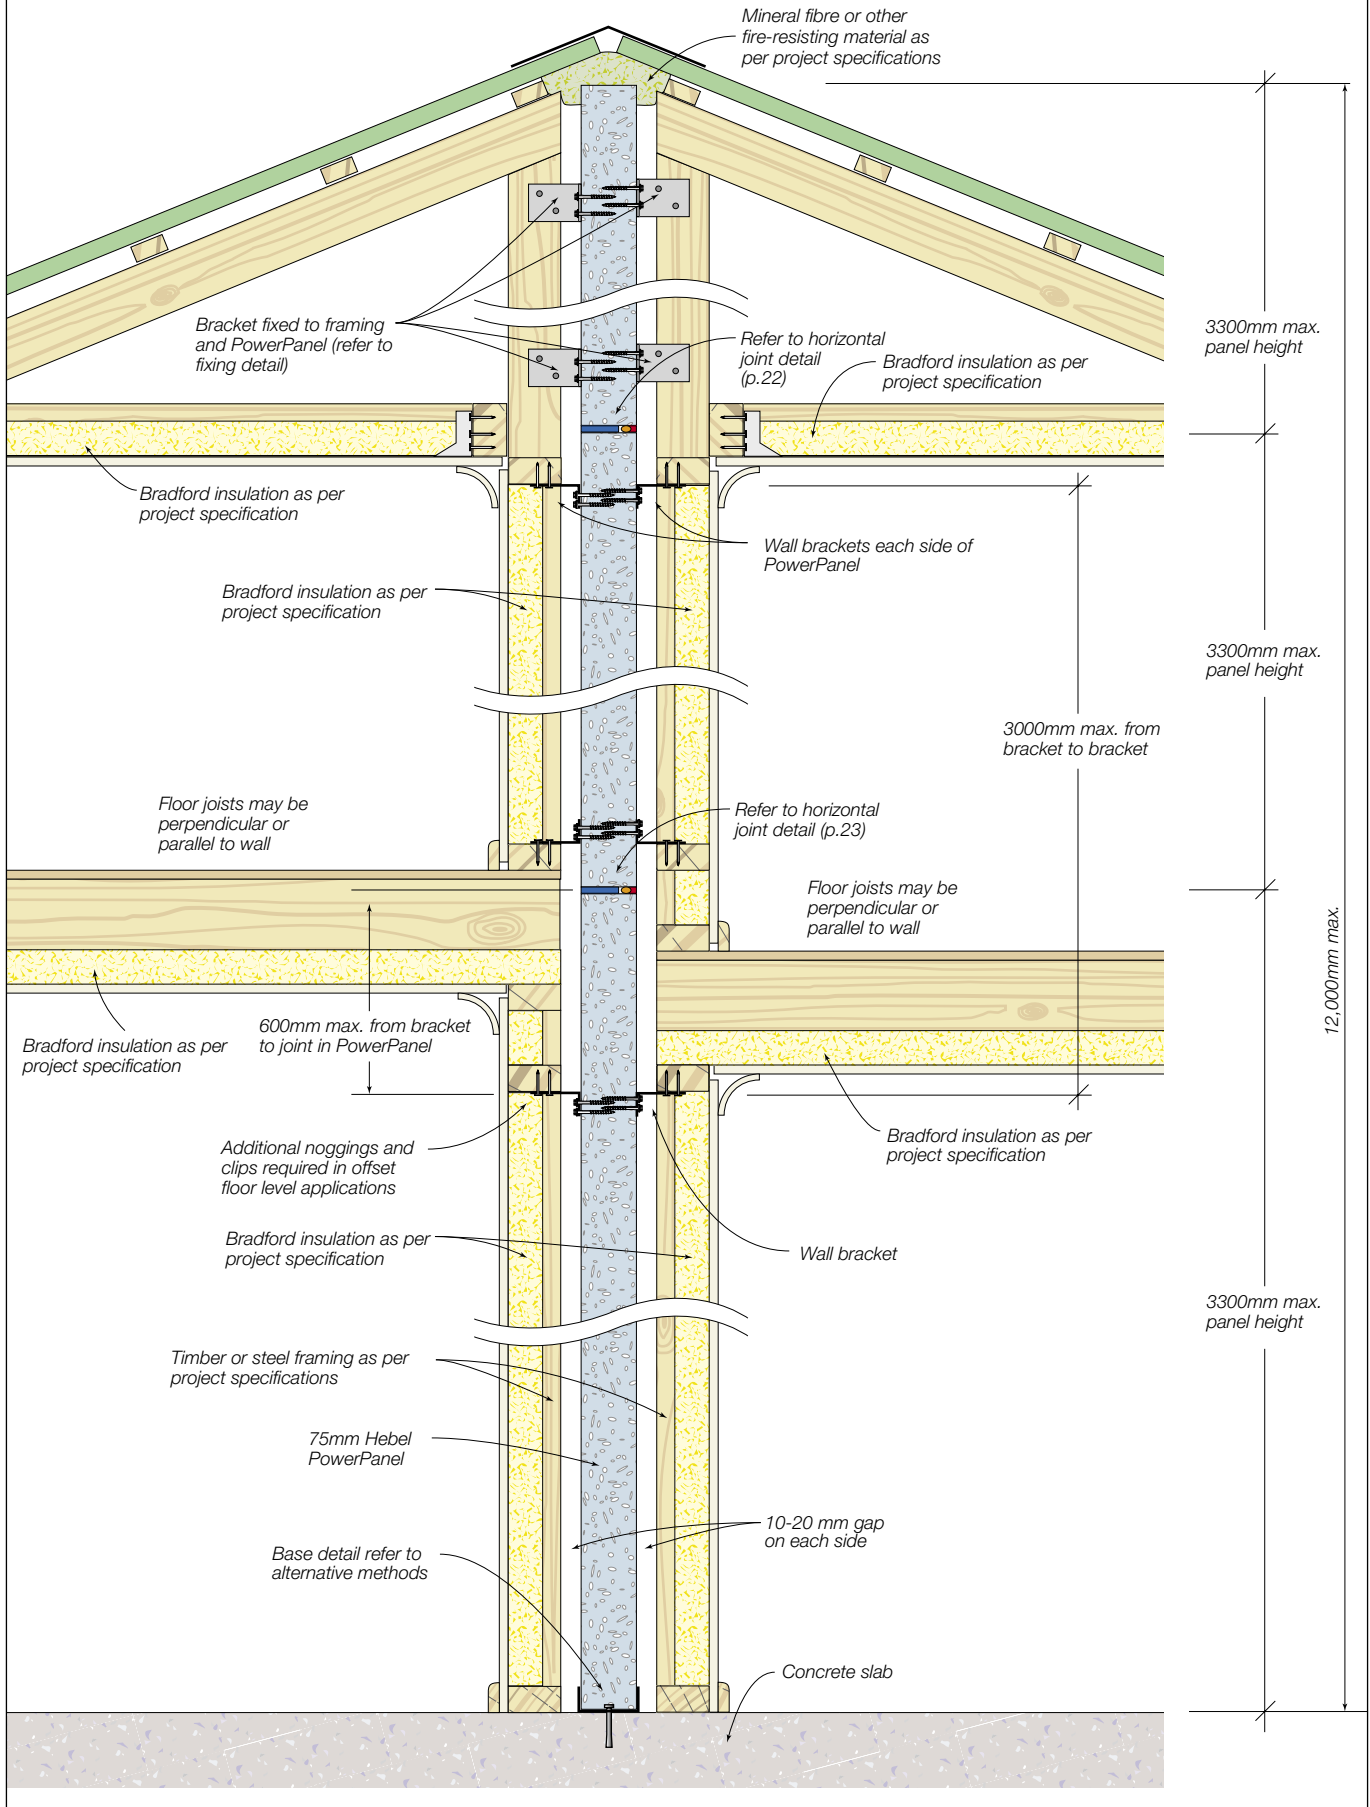 Mineral fibre or other
fire-resisting material as
per project specifications
Bracket fixed to framing
and PowerPanel (refer to
fixing detail)
Refer to horizontal
joint detail
(p.22)
3300mm max.
panel height
Bradford insulation as per
project specification
Bradford insulation as per
project specification
Wall brackets each side of
PowerPanel
Bradford insulation as per
project specification
3300mm max.
panel height
3000mm max. from
bracket to bracket
Floor joists may be
perpendicular or
parallel to wall
Refer to horizontal
joint detail (p.23)
Floor joists may be
perpendicular or
parallel to wall
12,000mm max.
600mm max. from bracket
to joint in PowerPanel
Bradford insulation as per
project specification
Additional noggings and
clips required in offset
floor level applications
Bradford insulation as per
project specification
Bradford insulation as per
project specification
Wall bracket
3300mm max.
panel height
Timber or steel framing as per
project specifications
75mm Hebel
PowerPanel
10-20 mm gap
on each side
Base detail refer to
alternative methods
Concrete slab